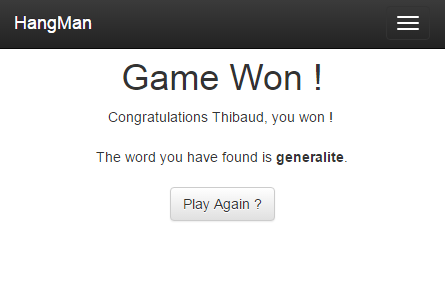 HangMan
Game Won !
Congratulations Thibaud, you won !
The word you have found is generalite.
Play Again ?